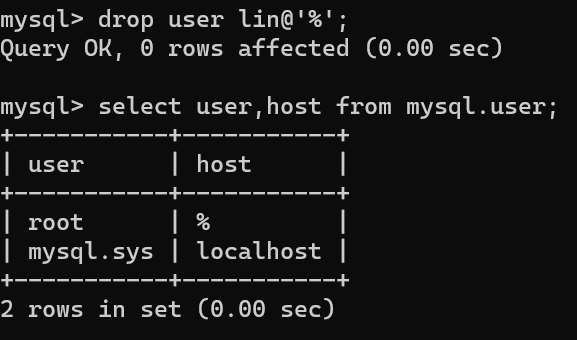 mysql> drop user lin@'%';
Query OK, 0 rows affected (0.00 sec)
mysql> select user,host from mysql.user;
+-----------+-----------+
| user      | host      |
+-----------+-----------+
| root      | %         |
| mysql.sys | localhost |
+-----------+-----------+
2 rows in set (0.00 sec)